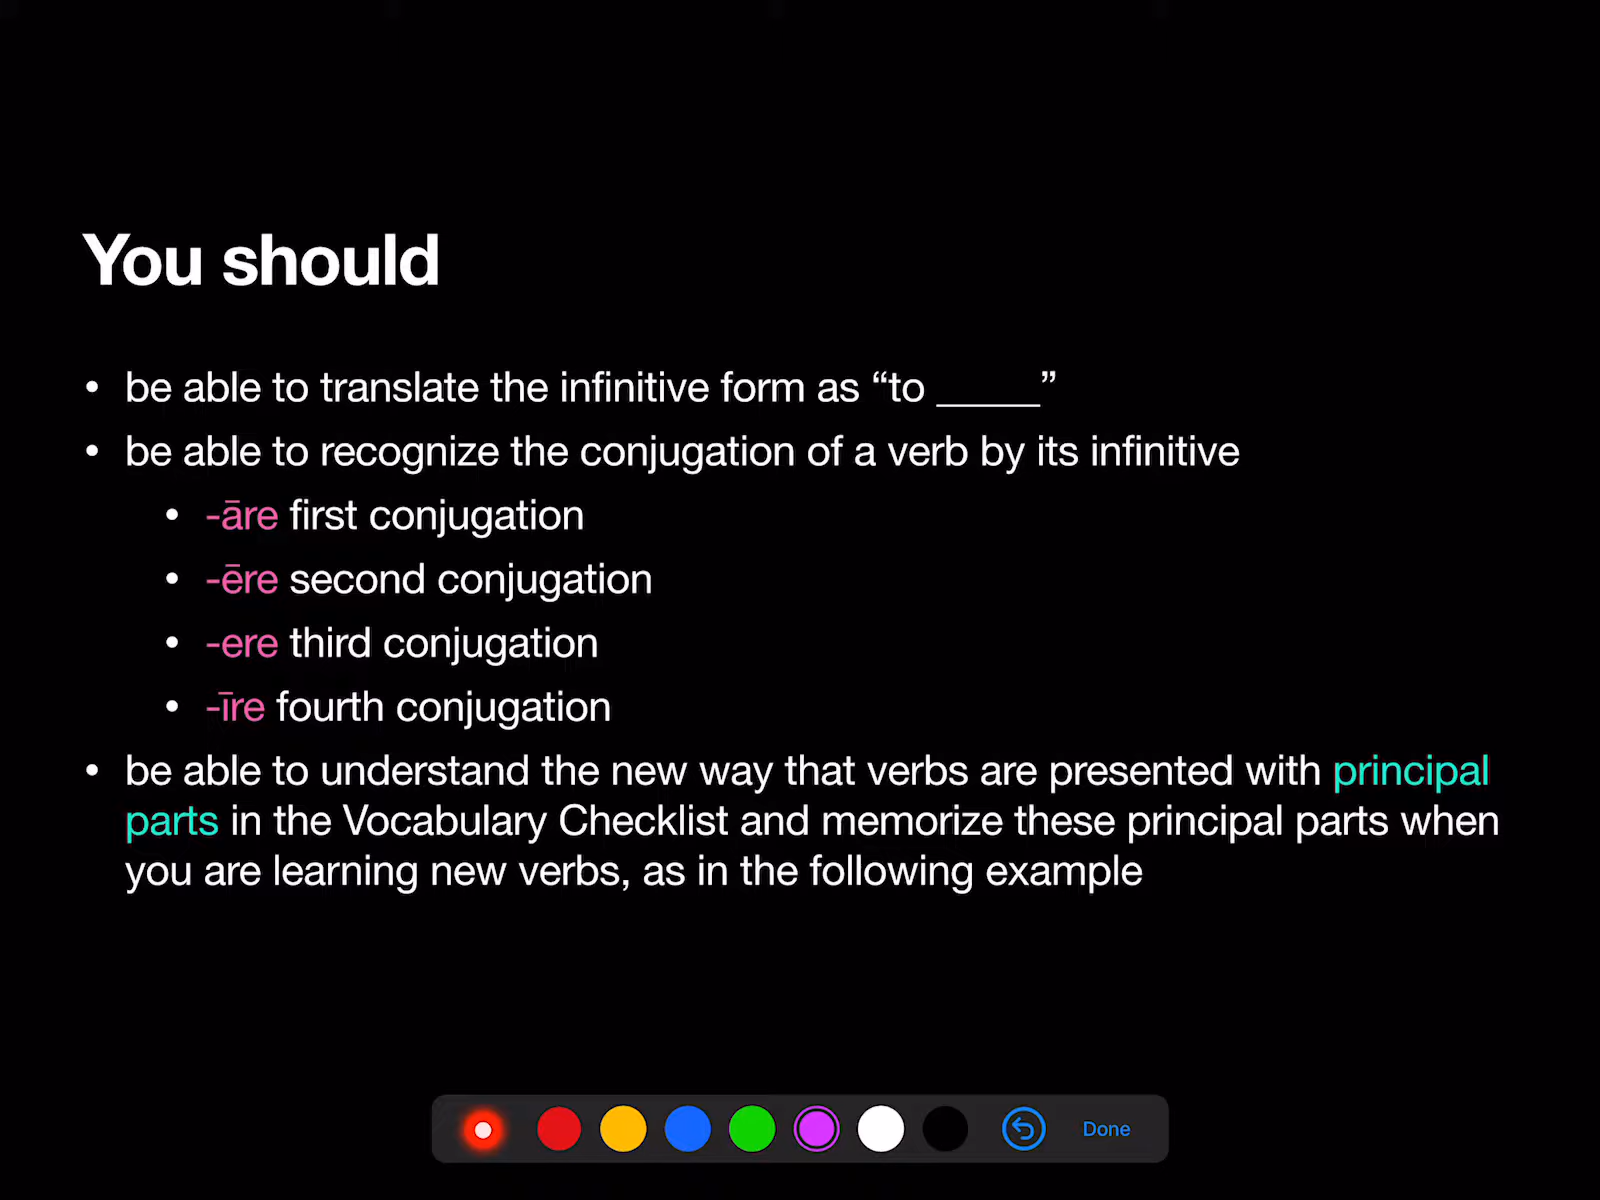 You should
• be able to translate the infinitive form as “to _____”
• be able to recognize the conjugation of a verb by its infinitive
• -āre first conjugation
• -ēre second conjugation
• -ere third conjugation
• -īre fourth conjugation
• be able to understand the new way that verbs are presented with principal
parts in the Vocabulary Checklist and memorize these principal parts when
you are learning new verbs, as in the following example
Done